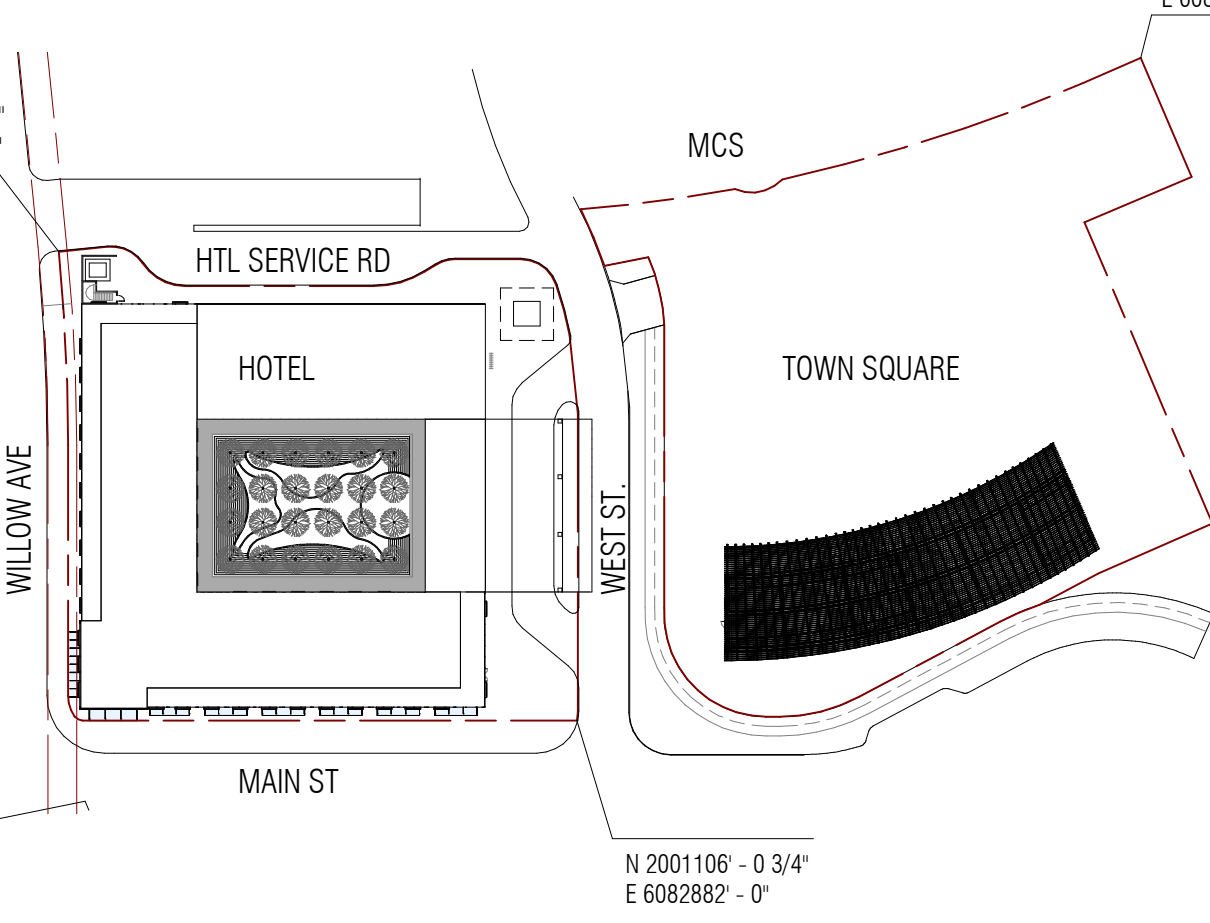 MCS
HTL SERVICE RD
HOTEL
TOWN SQUARE
WILLOW AVE
WEST ST.
MAIN ST
N 2001106' - 0 3/4"
E 6082882' - 0"